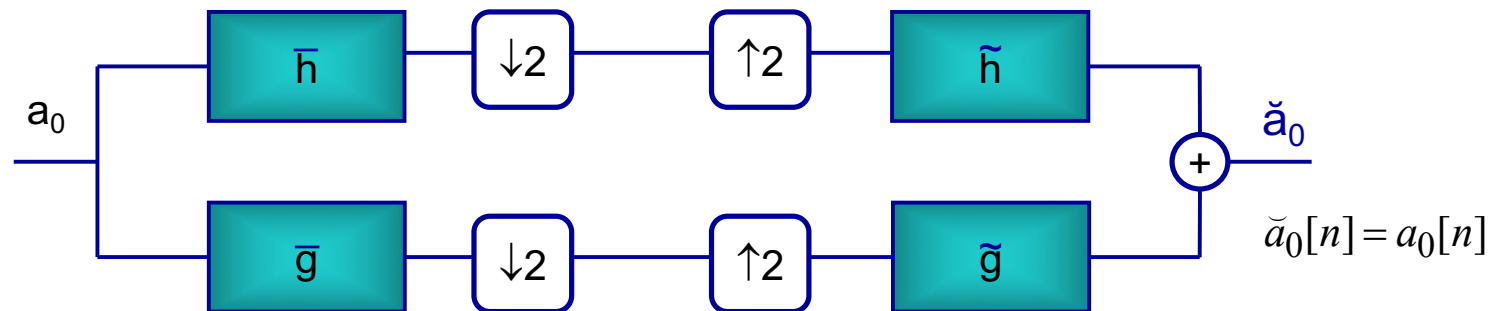 h̅ ↓2 ↑2 h̃
a₀
ă₀
+
ă₀[n] = a₀[n]
g̅ ↓2 ↑2 g̃